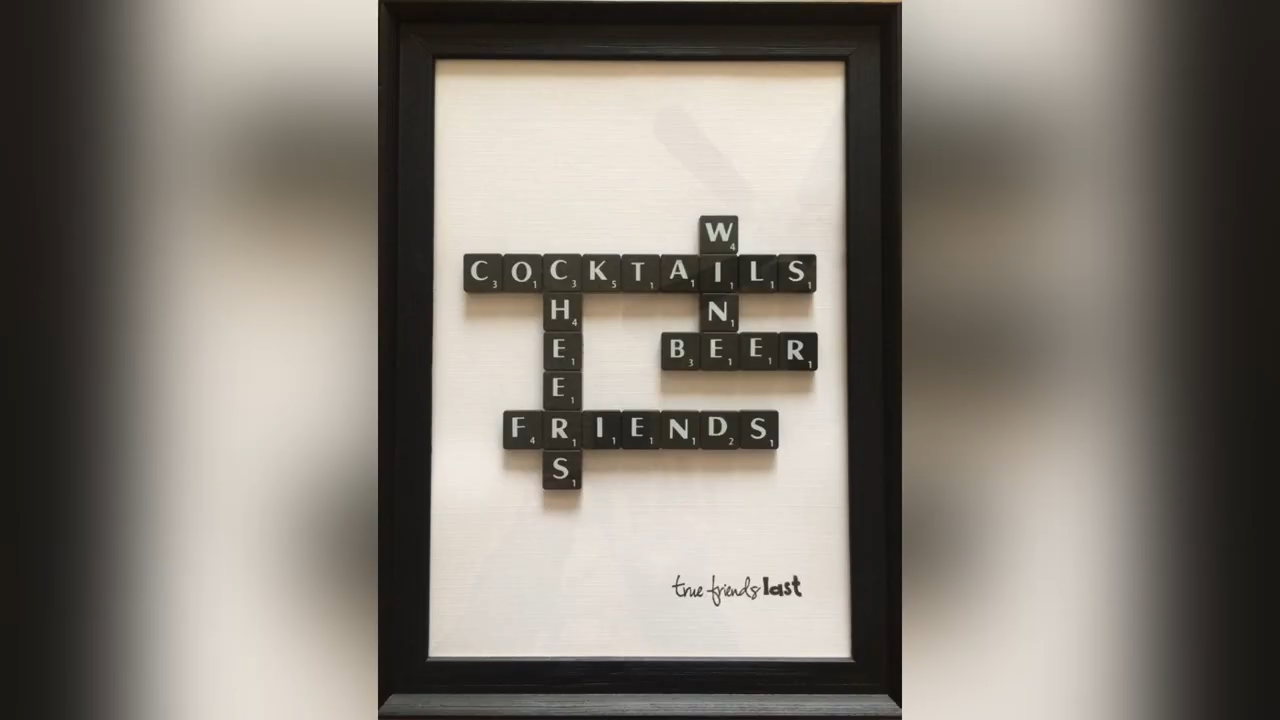 WINE
COCKTAILS
CHEERS
BEER
FRIENDS
true friends last